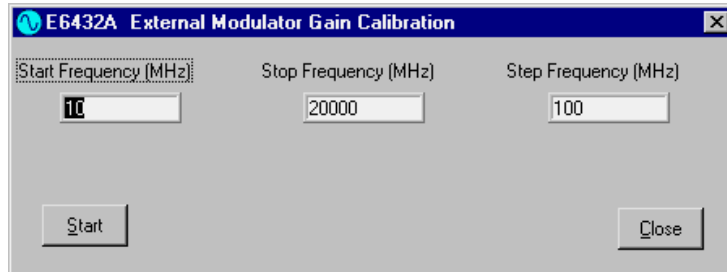 E6432A External Modulator Gain Calibration
Start Frequency (MHz) Stop Frequency (MHz) Step Frequency (MHz)
10 20000 100
Start Close